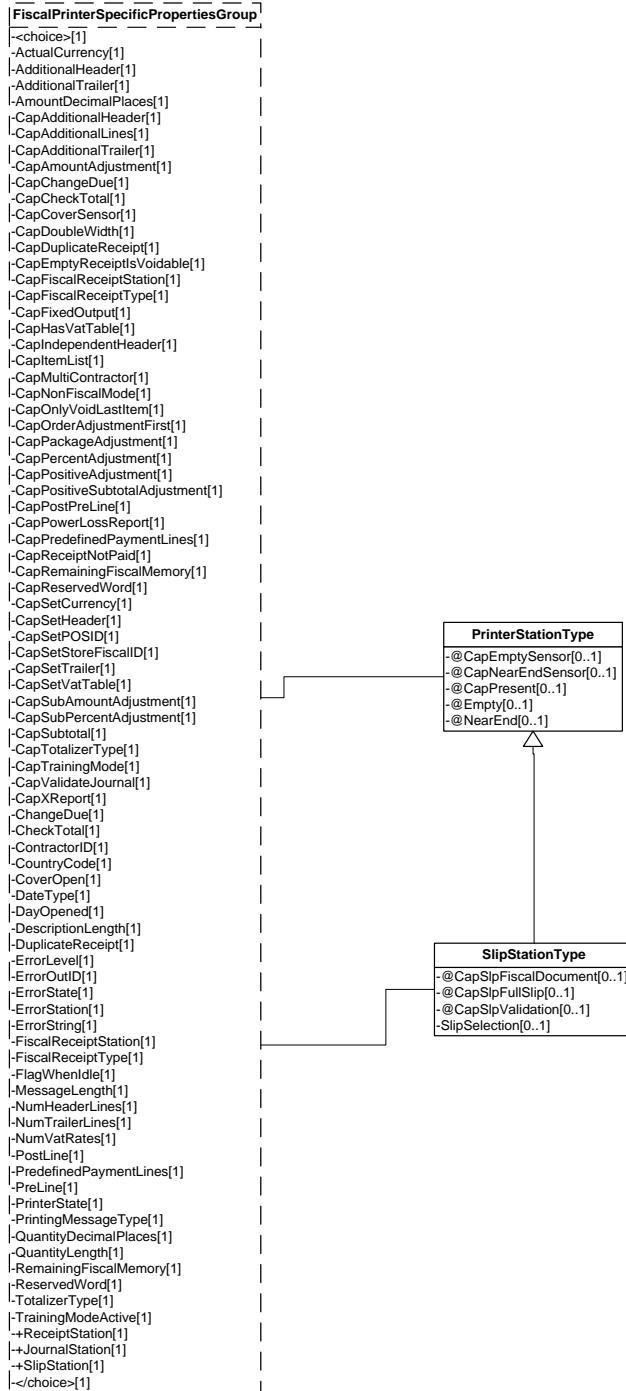 FiscalPrinterSpecificPropertiesGroup
-<choice>[1]
-ActualCurrency[1]
-AdditionalHeader[1]
-AdditionalTrailer[1]
-AmountDecimalPlaces[1]
-CapAdditionalHeader[1]
-CapAdditionalLines[1]
-CapAdditionalTrailer[1]
-CapAmountAdjustment[1]
-CapChangeDue[1]
-CapCheckTotal[1]
-CapCoverSensor[1]
-CapDoubleWidth[1]
-CapDuplicateReceipt[1]
-CapEmptyReceiptIsVoidable[1]
-CapFiscalReceiptStation[1]
-CapFiscalReceiptType[1]
-CapFixedOutput[1]
-CapHasVatTable[1]
-CapIndependentHeader[1]
-CapItemList[1]
-CapMultiContractor[1]
-CapNonFiscalMode[1]
-CapOnlyVoidLastItem[1]
-CapOrderAdjustmentFirst[1]
-CapPackageAdjustment[1]
-CapPercentAdjustment[1]
-CapPositiveAdjustment[1]
-CapPositiveSubtotalAdjustment[1]
-CapPostPreLine[1]
-CapPowerLossReport[1]
-CapPredefinedPaymentLines[1]
-CapReceiptNotPaid[1]
-CapRemainingFiscalMemory[1]
-CapReservedWord[1]
-CapSetCurrency[1]
-CapSetHeader[1]
-CapSetPOSID[1]
-CapSetStoreFiscalID[1]
-CapSetTrailer[1]
-CapSetVatTable[1]
-CapSubAmountAdjustment[1]
-CapSubPercentAdjustment[1]
-CapSubtotal[1]
-CapTotalizerType[1]
-CapTrainingMode[1]
-CapValidateJournal[1]
-CapXReport[1]
-ChangeDue[1]
-CheckTotal[1]
-ContractorID[1]
-CountryCode[1]
-CoverOpen[1]
-DateType[1]
-DayOpened[1]
-DescriptionLength[1]
-DuplicateReceipt[1]
-ErrorLevel[1]
-ErrorOutID[1]
-ErrorState[1]
-ErrorStation[1]
-ErrorString[1]
-FiscalReceiptStation[1]
-FiscalReceiptType[1]
-FlagWhenIdle[1]
-MessageLength[1]
-NumHeaderLines[1]
-NumTrailerLines[1]
-NumVatRates[1]
-PostLine[1]
-PredefinedPaymentLines[1]
-PreLine[1]
-PrinterState[1]
-PrintingMessageType[1]
-QuantityDecimalPlaces[1]
-QuantityLength[1]
-RemainingFiscalMemory[1]
-ReservedWord[1]
-TotalizerType[1]
-TrainingModeActive[1]
-+ReceiptStation[1]
-+JournalStation[1]
-+SlipStation[1]
-</choice>[1]
PrinterStationType
-@CapEmptySensor[0..1]
-@CapNearEndSensor[0..1]
-@CapPresent[0..1]
-@Empty[0..1]
-@NearEnd[0..1]
SlipStationType
-@CapSlpFiscalDocument[0..1]
-@CapSlpFullSlip[0..1]
-@CapSlpValidation[0..1]
-SlipSelection[0..1]